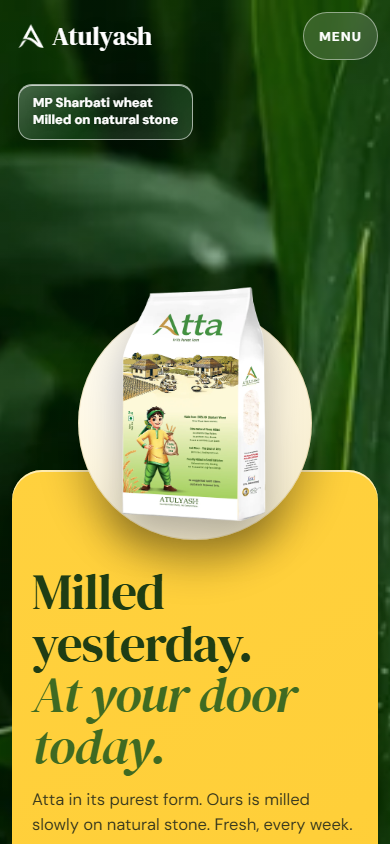 Atulyash
MENU
MP Sharbati wheat
Milled on natural stone
Atta
ATULYASH
Milled
yesterday.
At your door
today.
Atta in its purest form. Ours is milled
slowly on natural stone. Fresh, every week.